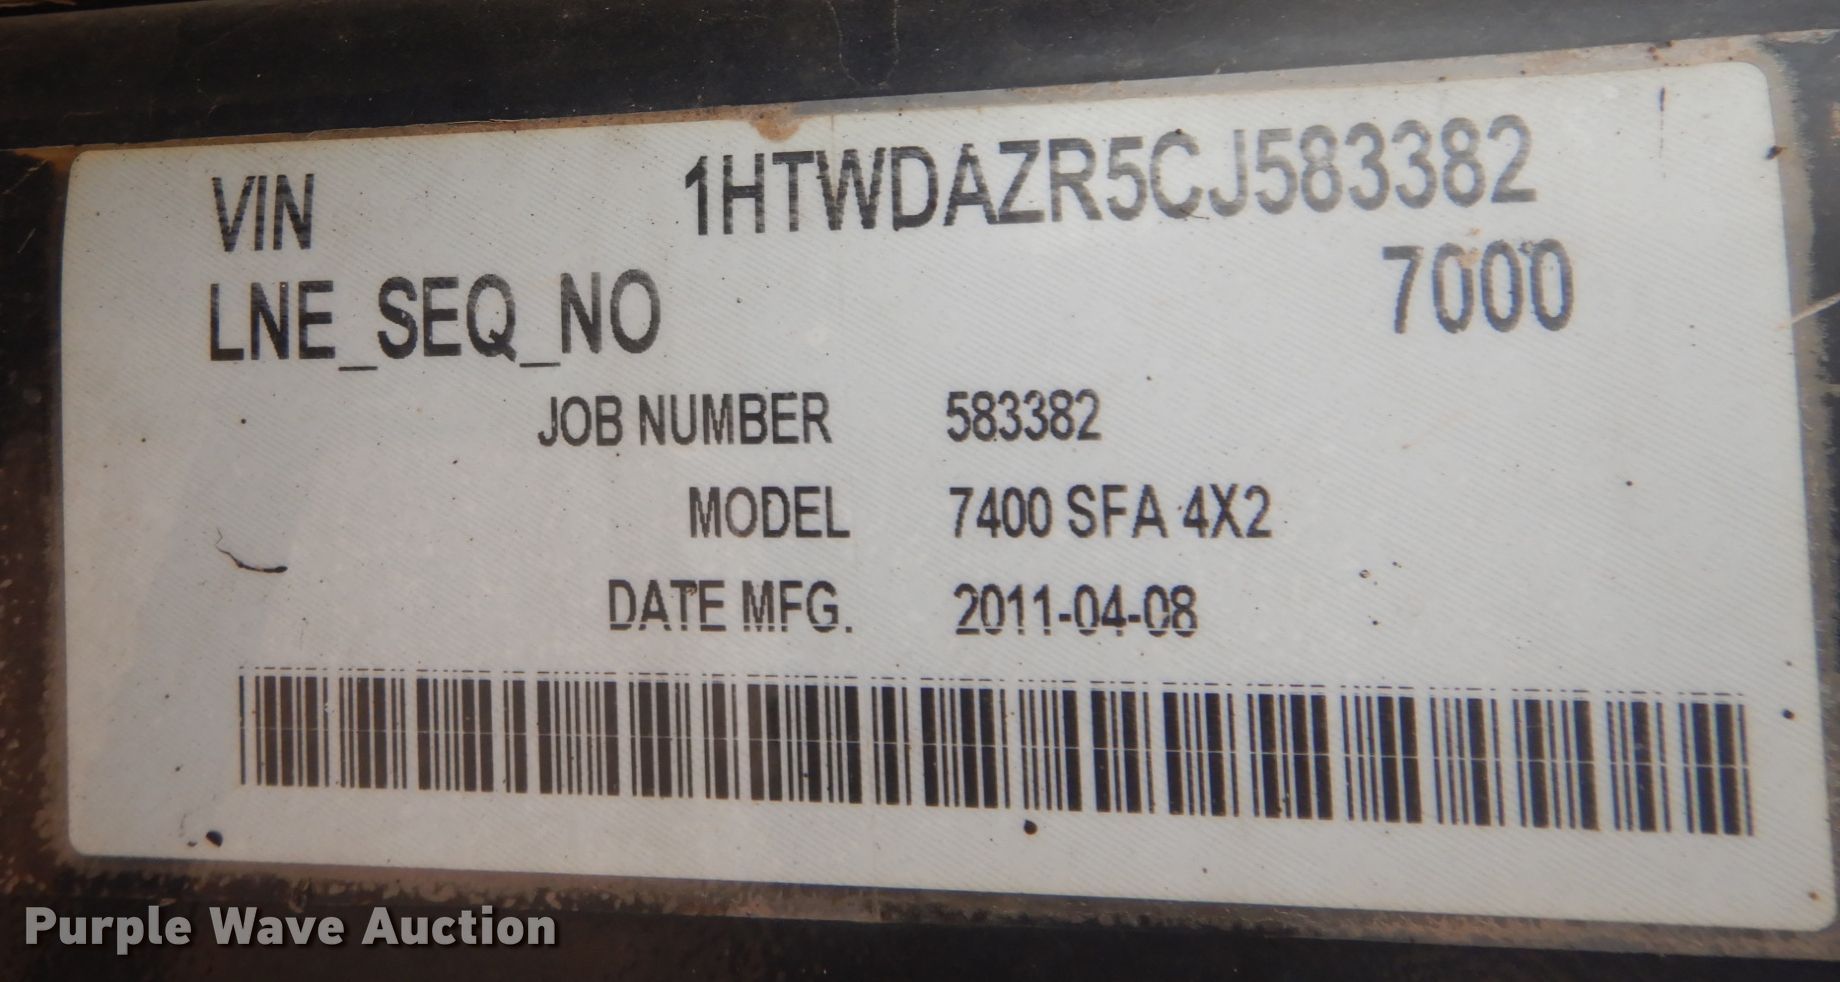 VIN 1HTWDAZR5CJ583382
LNE_SEQ_NO 7000
JOB NUMBER 583382
MODEL 7400 SFA 4X2
DATE MFG. 2011-04-08
Purple Wave Auction